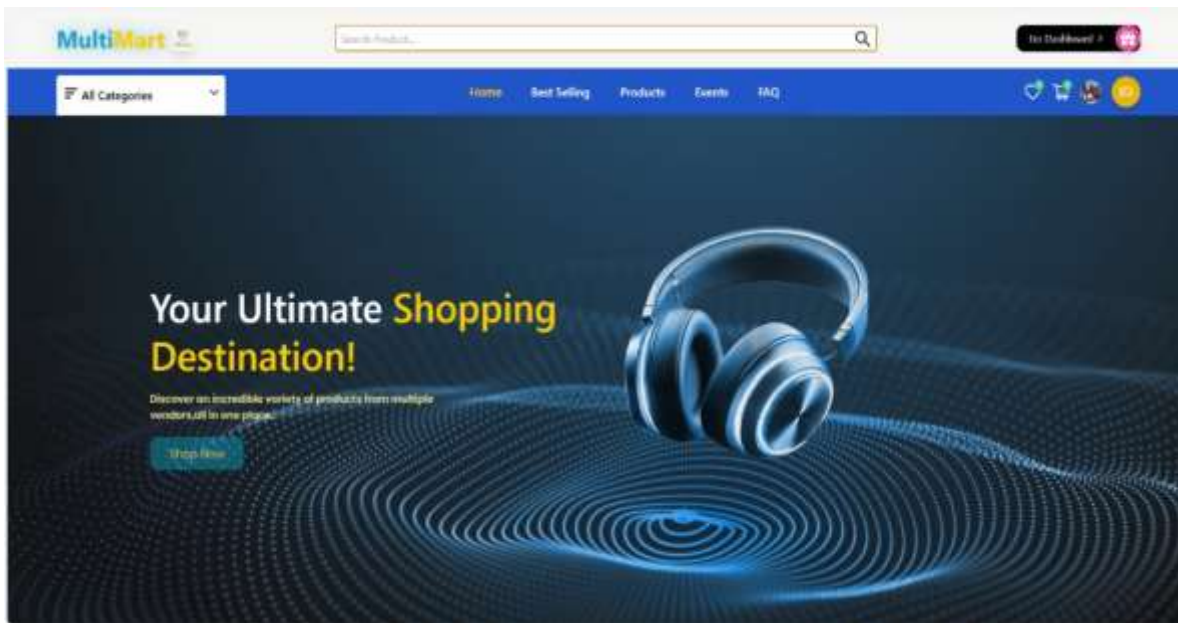 MultiMart
Search Product...
Go Dashboard
All Categories
Home Best Selling Products Events FAQ
Your Ultimate Shopping
Destination!
Discover an incredible variety of products from multiple
vendors,all in one place.
Shop Now